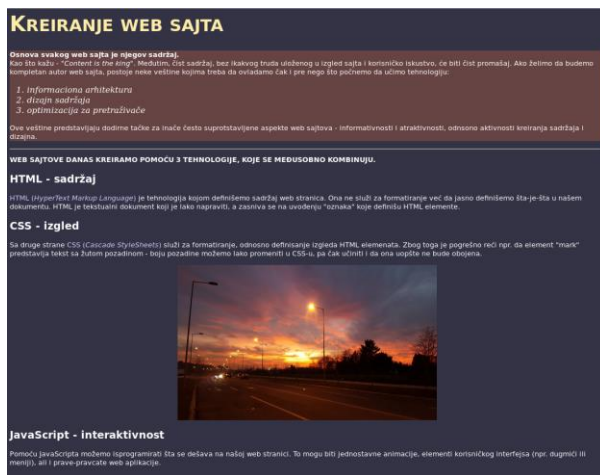 KREIRANJE WEB SAJTA
Osnova svakog web sajta je njegov sadržaj.
Kao što kažu - "Content is the king". Međutim, čist sadržaj, bez ikakvog truda uloženog u izgled sajta i korisničko iskustvo, će biti čist promašaj. Ako želimo da budemo
kompletan autor web sajta, postoje neke veštine kojima treba da ovladamo čak i pre nego što počnemo da učimo tehnologiju:
1. informaciona arhitektura
2. dizajn sadržaja
3. optimizacija za pretraživače
Ove veštine predstavljaju dodirne tačke za inače često suprotstavljene aspekte web sajtova - informativnosti i atraktivnosti, odnsono aktivnosti kreiranja sadržaja i
dizajna.
WEB SAJTOVE DANAS KREIRAMO POMOĆU 3 TEHNOLOGIJE, KOJE SE MEĐUSOBNO KOMBINUJU.
HTML - sadržaj
HTML (HyperText Markup Language) je tehnologija kojom definišemo sadržaj web stranica. Ona ne služi za formatiranje već da jasno definišemo šta-je-šta u našem
dokumentu. HTML je tekstualni dokument koji je lako napraviti, a zasniva se na uvođenju "oznaka" koje definišu HTML elemente.
CSS - izgled
Sa druge strane CSS (Cascade StyleSheets) služi za formatiranje, odnosno definisanje izgleda HTML elemenata. Zbog toga je pogrešno reći npr. da element "mark"
predstavlja tekst sa žutom pozadinom - boju pozadine možemo lako promeniti u CSS-u, pa čak učiniti i da ona uopšte ne bude obojena.
JavaScript - interaktivnost
Pomoću JavaScripta možemo isprogramirati šta se dešava na našoj web stranici. To mogu biti jednostavne animacije, elementi korisničkog interfejsa (npr. dugmići ili
meniji), ali i prave-pravcate web aplikacije.